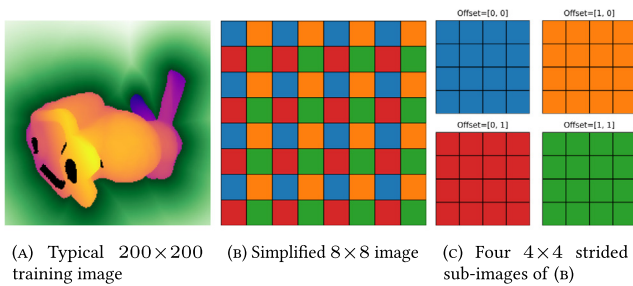 Offset=[0, 0]
Offset=[1, 0]
Offset=[0, 1]
Offset=[1, 1]
(A) Typical 200×200
training image
(B) Simplified 8×8 image
(C) Four 4×4 strided
sub-images of (B)